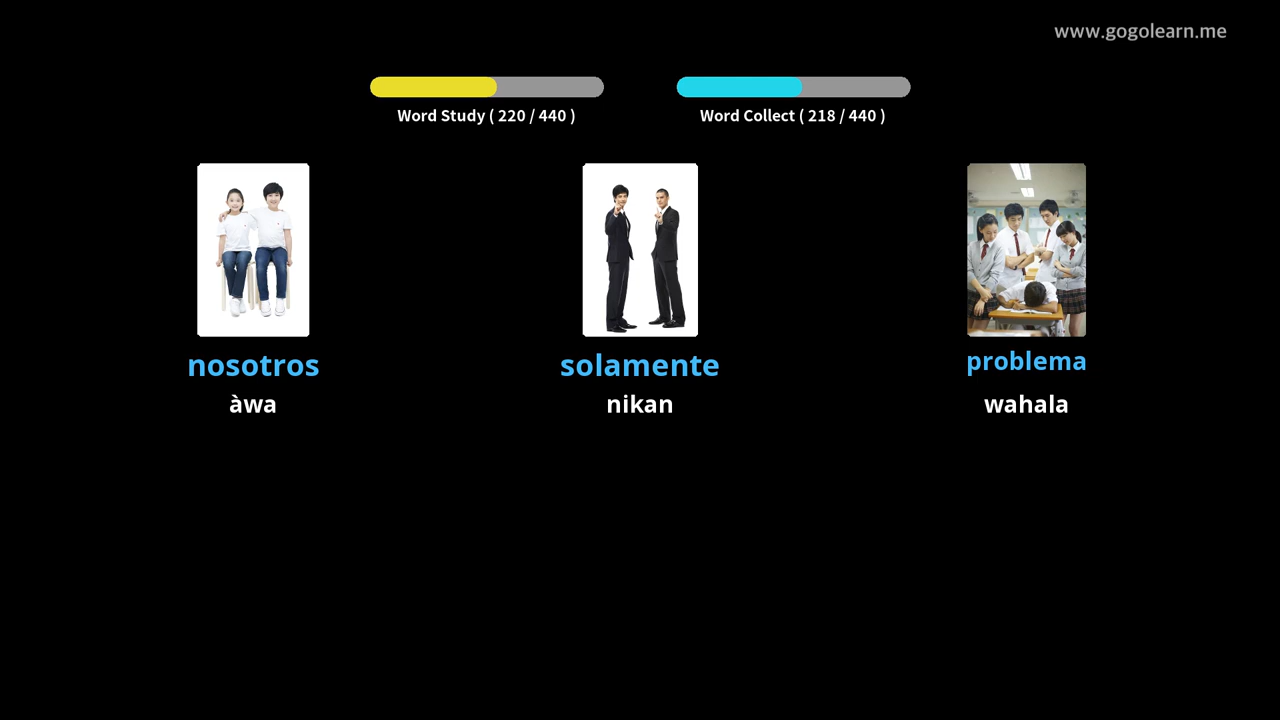 www.gogolearn.me
Word Study ( 220 / 440 )
Word Collect ( 218 / 440 )
nosotros
àwa
solamente
nikan
problema
wahala